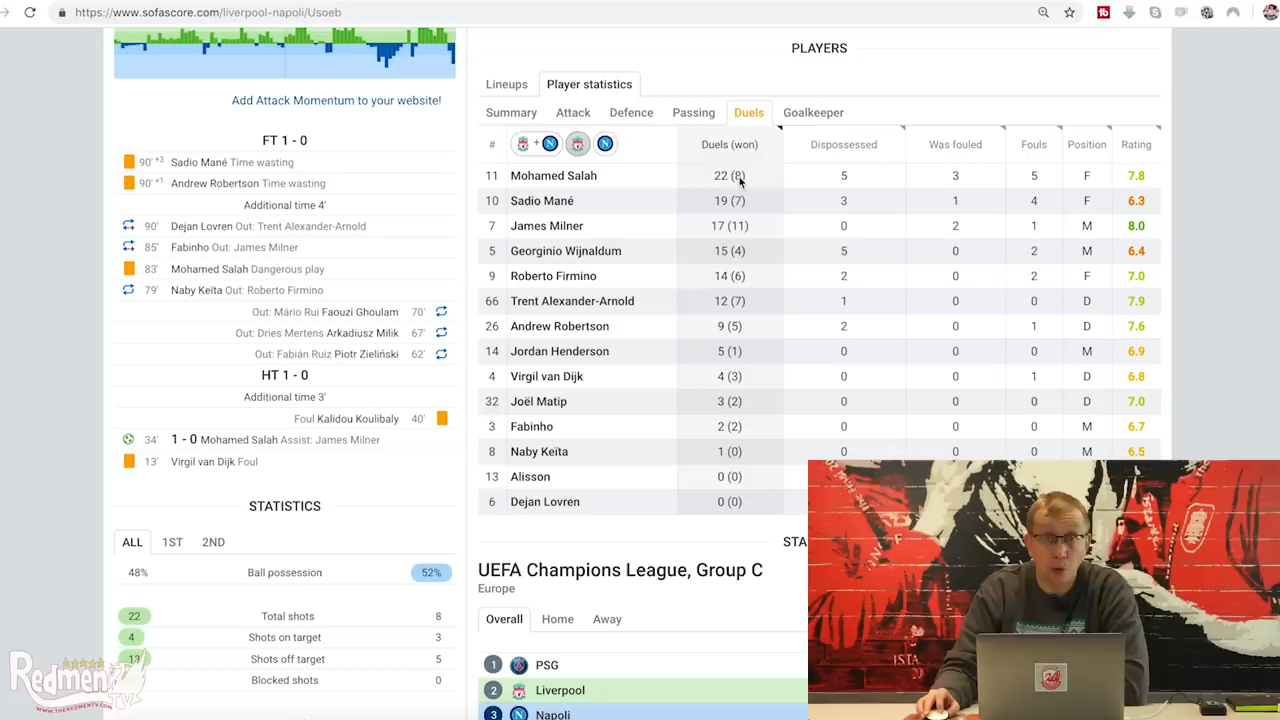 https://www.sofascore.com/liverpool-napoli/Usoeb
Add Attack Momentum to your website!
FT 1 - 0
90' +3 Sadio Mané Time wasting
90' +1 Andrew Robertson Time wasting
Additional time 4'
90' Dejan Lovren Out: Trent Alexander-Arnold
85' Fabinho Out: James Milner
83' Mohamed Salah Dangerous play
79' Naby Keïta Out: Roberto Firmino
Out: Mário Rui Faouzi Ghoulam 70'
Out: Dries Mertens Arkadiusz Milik 67'
Out: Fabián Ruiz Piotr Zieliński 62'
HT 1 - 0
Additional time 3'
Foul Kalidou Koulibaly 40'
34' 1 - 0 Mohamed Salah Assist: James Milner
13' Virgil van Dijk Foul
STATISTICS
ALL 1ST 2ND
48% Ball possession 52%
22 Total shots 8
4 Shots on target 3
13 Shots off target 5
Blocked shots 0
PLAYERS
Lineups Player statistics
Summary Attack Defence Passing Duels Goalkeeper
# + Duels (won) Dispossessed Was fouled Fouls Position Rating
11 Mohamed Salah 22 (8) 5 3 5 F 7.8
10 Sadio Mané 19 (7) 3 1 4 F 6.3
7 James Milner 17 (11) 0 2 1 M 8.0
5 Georginio Wijnaldum 15 (4) 5 0 2 M 6.4
9 Roberto Firmino 14 (6) 2 0 2 F 7.0
66 Trent Alexander-Arnold 12 (7) 1 0 0 D 7.9
26 Andrew Robertson 9 (5) 2 0 1 D 7.6
14 Jordan Henderson 5 (1) 0 0 0 M 6.9
4 Virgil van Dijk 4 (3) 0 0 1 D 6.8
32 Joël Matip 3 (2) 0 0 0 D 7.0
3 Fabinho 2 (2) 0 0 0 M 6.7
8 Naby Keïta 1 (0) 0 0 0 M 6.5
13 Alisson 0 (0)
6 Dejan Lovren 0 (0)
STA
UEFA Champions League, Group C
Europe
Overall Home Away
1 PSG
2 Liverpool
3 Napoli
ISTA
Redmen TV
WWW.THEREDMENTV.COM